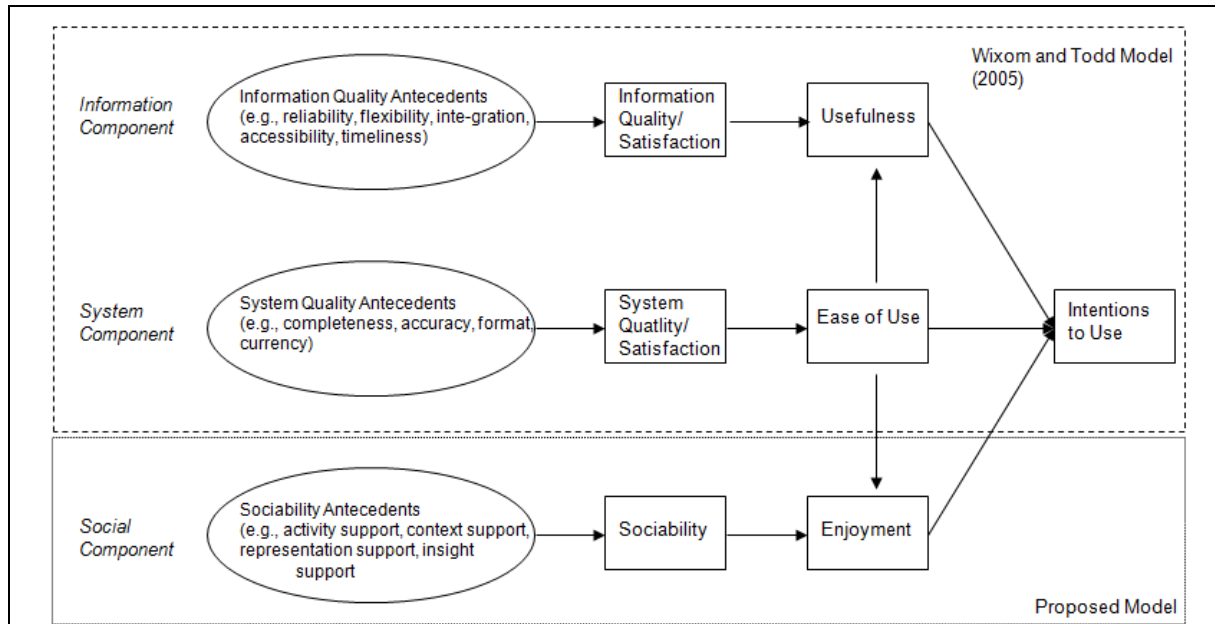 Wixom and Todd Model
(2005)
Information
Component
Information Quality Antecedents
(e.g., reliability, flexibility, inte-gration,
accessibility, timeliness)
Information
Quality/
Satisfaction
Usefulness
System
Component
System Quality Antecedents
(e.g., completeness, accuracy, format,
currency)
System
Quatlity/
Satisfaction
Ease of Use
Intentions
to Use
Social
Component
Sociability Antecedents
(e.g., activity support, context support,
representation support, insight
support
Sociability
Enjoyment
Proposed Model